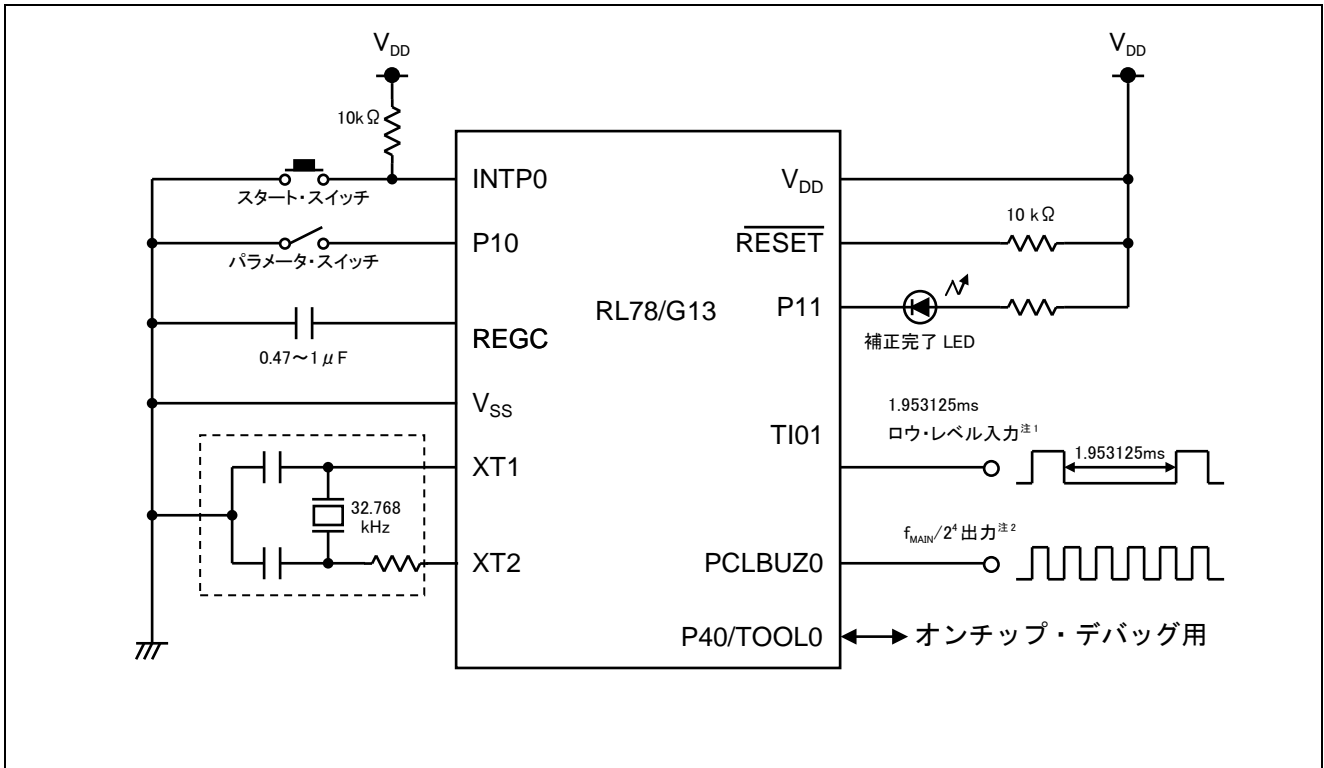 VDD
VDD
10kΩ
INTP0
スタート・スイッチ
VDD
P10
パラメータ・スイッチ
10 kΩ
RESET
RL78/G13
P11
補正完了 LED
REGC
0.47～1μF
VSS
1.953125ms
ロウ・レベル入力注1
TI01
1.953125ms
XT1
32.768
kHz
XT2
fMAIN/2⁴ 出力注2
PCLBUZ0
P40/TOOL0
オンチップ・デバッグ用